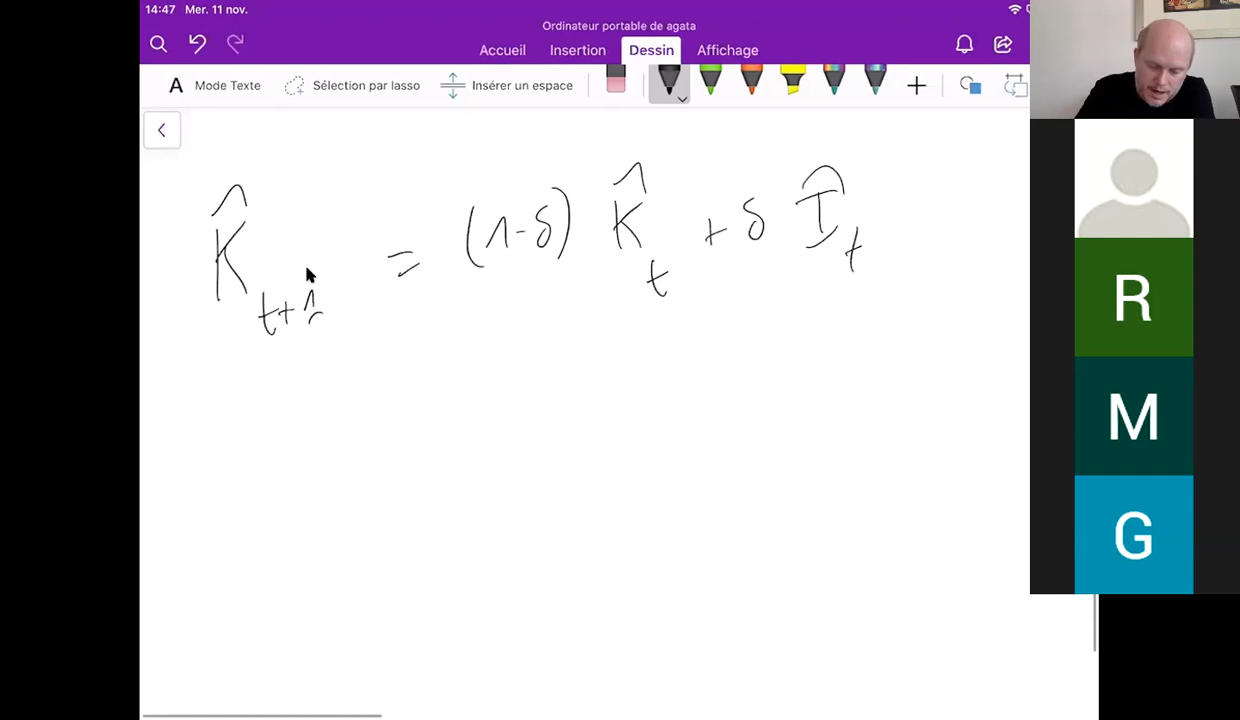 14:47 Mer. 11 nov.
Ordinateur portable de agata
Accueil Insertion Dessin Affichage
A Mode Texte Sélection par lasso Insérer un espace
K̂_{t+1} = (1-δ) K̂_t + δ Î_t
R
M
G